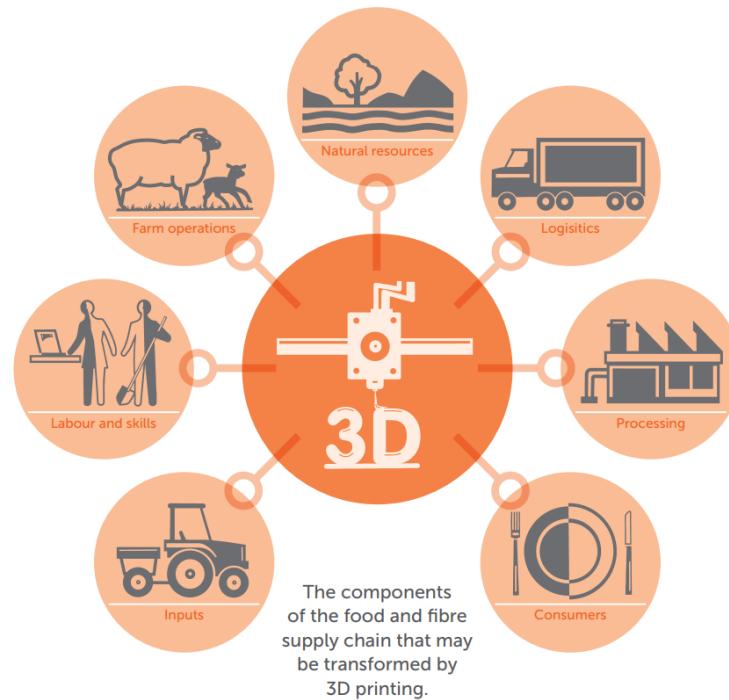 Natural resources
Farm operations
Logisitics
Labour and skills
3D
Processing
Inputs
Consumers
The components
of the food and fibre
supply chain that may
be transformed by
3D printing.